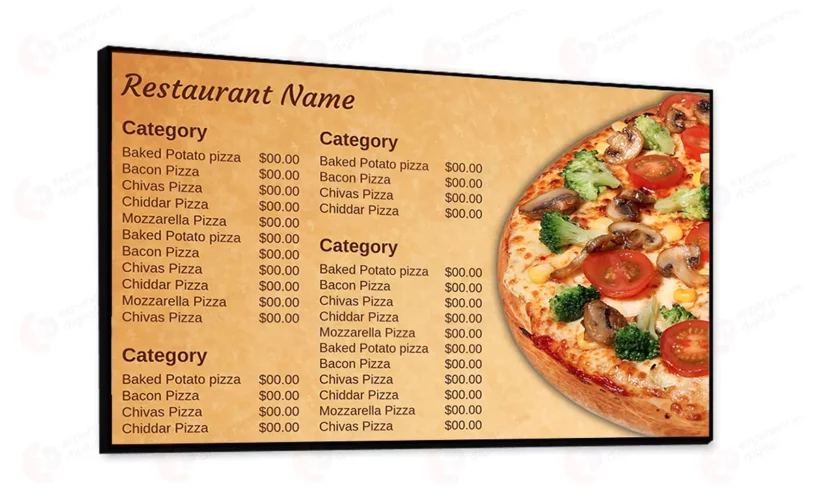 Restaurant Name
Category
Baked Potato pizza $00.00
Bacon Pizza $00.00
Chivas Pizza $00.00
Chiddar Pizza $00.00
Mozzarella Pizza $00.00
Baked Potato pizza $00.00
Bacon Pizza $00.00
Chivas Pizza $00.00
Chiddar Pizza $00.00
Mozzarella Pizza $00.00
Chivas Pizza $00.00
Category
Baked Potato pizza $00.00
Bacon Pizza $00.00
Chivas Pizza $00.00
Chiddar Pizza $00.00
Category
Baked Potato pizza $00.00
Bacon Pizza $00.00
Chivas Pizza $00.00
Chiddar Pizza $00.00
Category
Baked Potato pizza $00.00
Bacon Pizza $00.00
Chivas Pizza $00.00
Chiddar Pizza $00.00
Mozzarella Pizza $00.00
Baked Potato pizza $00.00
Bacon Pizza $00.00
Chivas Pizza $00.00
Chiddar Pizza $00.00
Mozzarella Pizza $00.00
Chivas Pizza $00.00